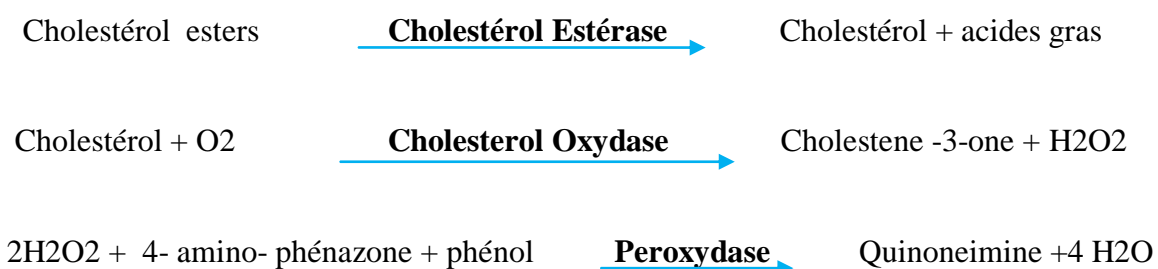 Cholestérol esters Cholestérol Estérase Cholestérol + acides gras
Cholestérol + O2 Cholesterol Oxydase Cholestene -3-one + H2O2
2H2O2 + 4- amino- phénazone + phénol Peroxydase Quinoneimine +4 H2O